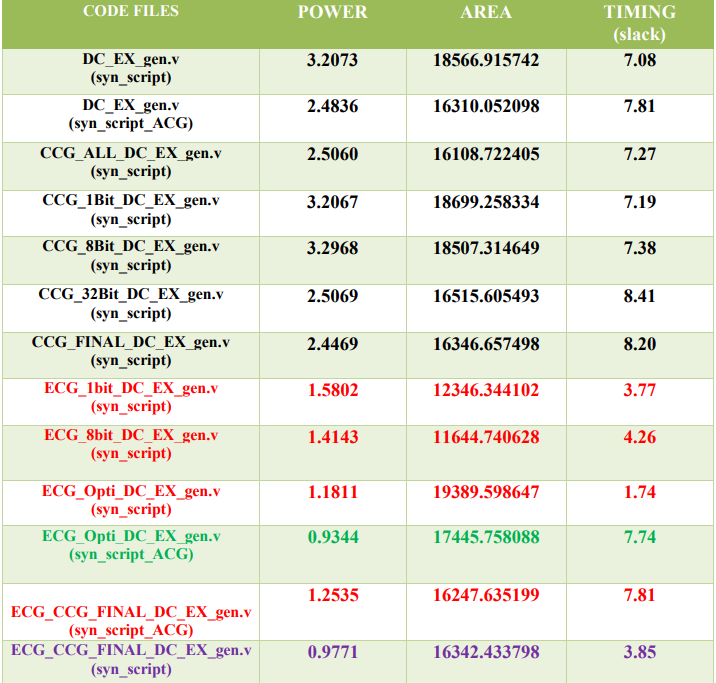 CODE FILES POWER AREA TIMING
(slack)
DC_EX_gen.v 3.2073 18566.915742 7.08
(syn_script)
DC_EX_gen.v 2.4836 16310.052098 7.81
(syn_script_ACG)
CCG_ALL_DC_EX_gen.v 2.5060 16108.722405 7.27
(syn_script)
CCG_1Bit_DC_EX_gen.v 3.2067 18699.258334 7.19
(syn_script)
CCG_8Bit_DC_EX_gen.v 3.2968 18507.314649 7.38
(syn_script)
CCG_32Bit_DC_EX_gen.v 2.5069 16515.605493 8.41
(syn_script)
CCG_FINAL_DC_EX_gen.v 2.4469 16346.657498 8.20
(syn_script)
ECG_1bit_DC_EX_gen.v 1.5802 12346.344102 3.77
(syn_script)
ECG_8bit_DC_EX_gen.v 1.4143 11644.740628 4.26
(syn_script)
ECG_Opti_DC_EX_gen.v 1.1811 19389.598647 1.74
(syn_script)
ECG_Opti_DC_EX_gen.v 0.9344 17445.758088 7.74
(syn_script_ACG)
1.2535 16247.635199 7.81
ECG_CCG_FINAL_DC_EX_gen.v
(syn_script_ACG)
ECG_CCG_FINAL_DC_EX_gen.v 0.9771 16342.433798 3.85
(syn_script)